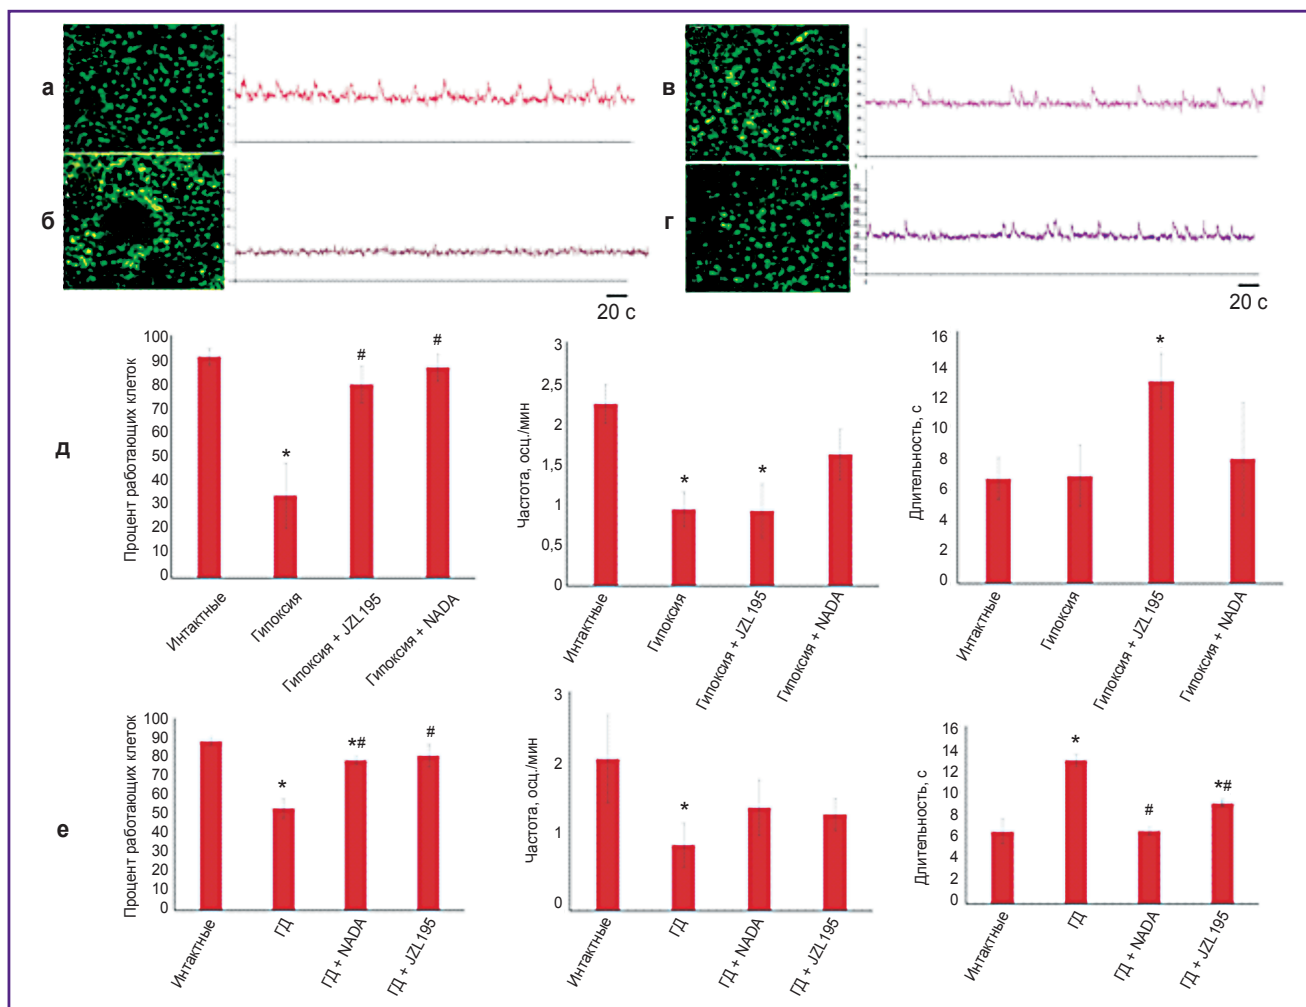 а
в
б
г
20 с
20 с
д
Процент работающих клеток
100
90
80
70
60
50
40
30
20
10
0
*
#
#
Интактные
Гипоксия
Гипоксия + JZL195
Гипоксия + NADA
Частота, осц./мин
3
2,5
2
1,5
1
0,5
0
*
*
Интактные
Гипоксия
Гипоксия + JZL195
Гипоксия + NADA
Длительность, с
16
14
12
10
8
6
4
2
0
*
Интактные
Гипоксия
Гипоксия + JZL195
Гипоксия + NADA
е
Процент работающих клеток
100
90
80
70
60
50
40
30
20
10
0
*
*#
#
Интактные
ГД
ГД + NADA
ГД + JZL195
Частота, осц./мин
3
2
1
0
*
Интактные
ГД
ГД + NADA
ГД + JZL195
Длительность, с
16
14
12
10
8
6
4
2
0
*
#
*#
Интактные
ГД
ГД + NADA
ГД + JZL195